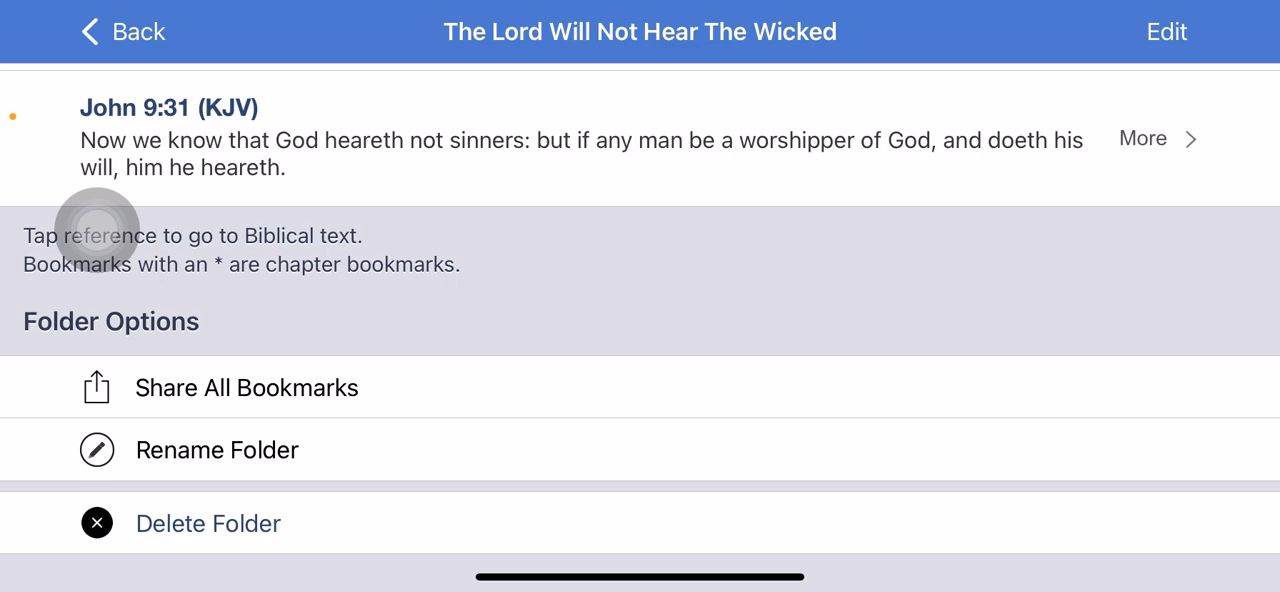 Back
The Lord Will Not Hear The Wicked
Edit
John 9:31 (KJV)
Now we know that God heareth not sinners: but if any man be a worshipper of God, and doeth his
will, him he heareth.
More
Tap reference to go to Biblical text.
Bookmarks with an * are chapter bookmarks.
Folder Options
Share All Bookmarks
Rename Folder
Delete Folder